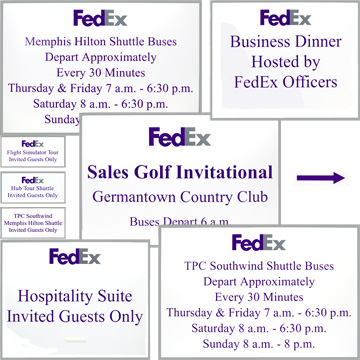 FedEx
Memphis Hilton Shuttle Buses
Depart Approximately
Every 30 Minutes
Thursday & Friday 7 a.m. - 6:30 p.m.
Saturday 8 a.m. - 6:30 p.m.
Sunday
FedEx
Business Dinner
Hosted by
FedEx Officers
FedEx
Flight Simulator Tour
Invited Guests Only
FedEx
Hub Tour Shuttle
Invited Guests Only
FedEx
TPC Southwind
Memphis Hilton Shuttle
Invited Guests Only
FedEx
Sales Golf Invitational
Germantown Country Club
Buses Depart 6 a.m.
FedEx
Hospitality Suite
Invited Guests Only
FedEx
TPC Southwind Shuttle Buses
Depart Approximately
Every 30 Minutes
Thursday & Friday 7 a.m. - 6:30 p.m.
Saturday 8 a.m. - 6:30 p.m.
Sunday 8 a.m. - 8 p.m.